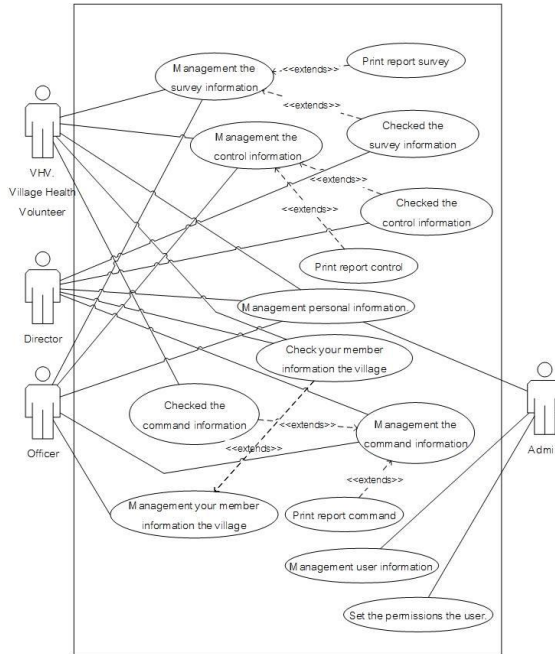 Management the
survey information
<<extends>>
Print report survey
<<extends>>
Checked the
survey information
Management the
control information
<<extends>>
Checked the
control information
<<extends>>
Print report control
VHV.
Village Health
Volunteer
Director
Officer
Management personal information.
Check your member
information the village
Checked the
command information
<<extends>>
Management the
command information
<<extends>>
<<extends>>
Management your member
information the village
Print report command
Management user information
Set the permissions the user.
Admi